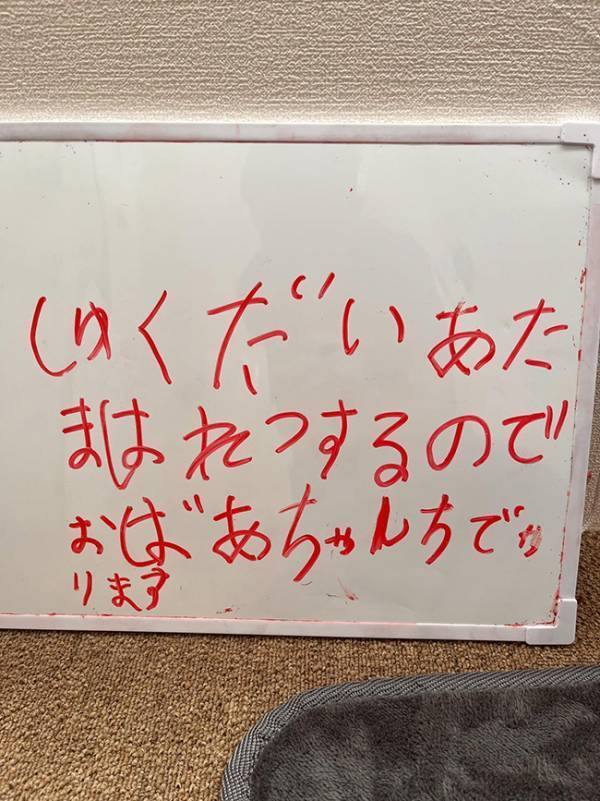 しゅくだいあた
まはれつするので
おばあちゃんちでや
ります